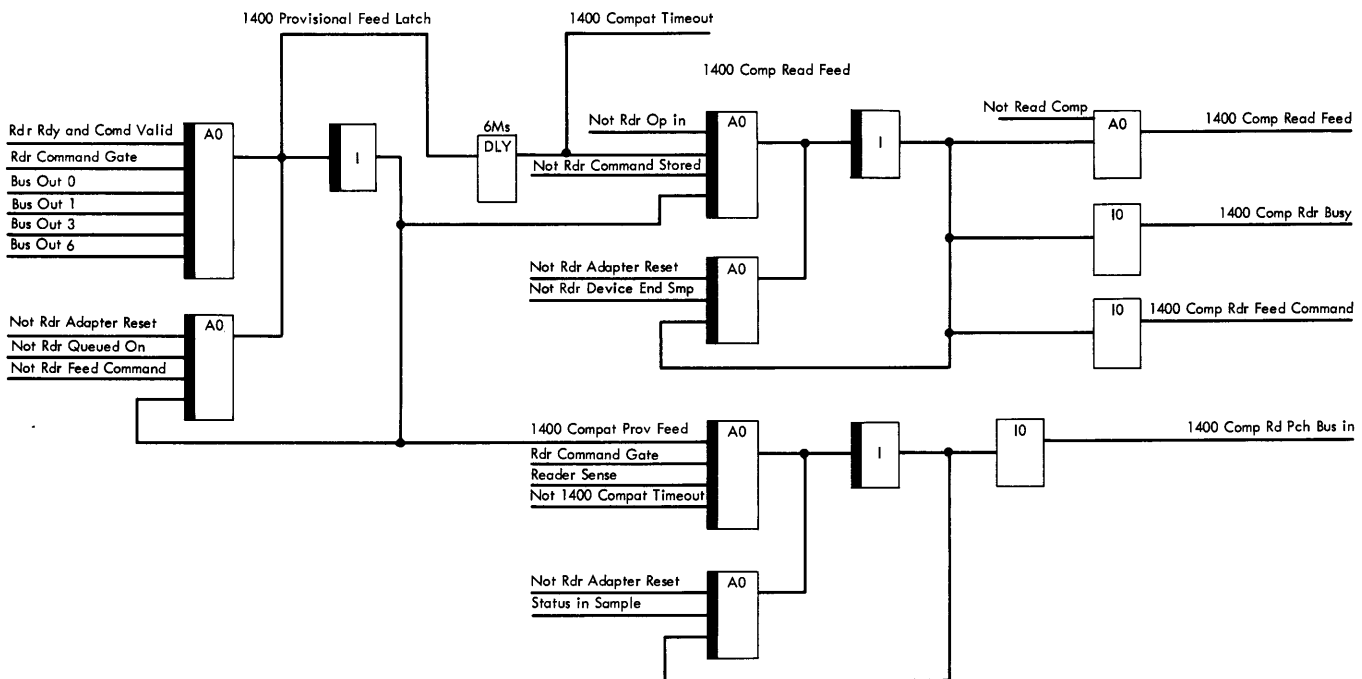 1400 Provisional Feed Latch
1400 Compat Timeout
1400 Comp Read Feed
Rdr Rdy and Comd Valid
Rdr Command Gate
Bus Out 0
Bus Out 1
Bus Out 3
Bus Out 6
A0
I
6Ms
DLY
Not Rdr Op in
Not Rdr Command Stored
A0
I
Not Read Comp
A0
1400 Comp Read Feed
I0
1400 Comp Rdr Busy
Not Rdr Adapter Reset
Not Rdr Device End Smp
A0
I0
1400 Comp Rdr Feed Command
Not Rdr Adapter Reset
Not Rdr Queued On
Not Rdr Feed Command
A0
1400 Compat Prov Feed
Rdr Command Gate
Reader Sense
Not 1400 Compat Timeout
A0
I
I0
1400 Comp Rd Pch Bus in
Not Rdr Adapter Reset
Status in Sample
A0